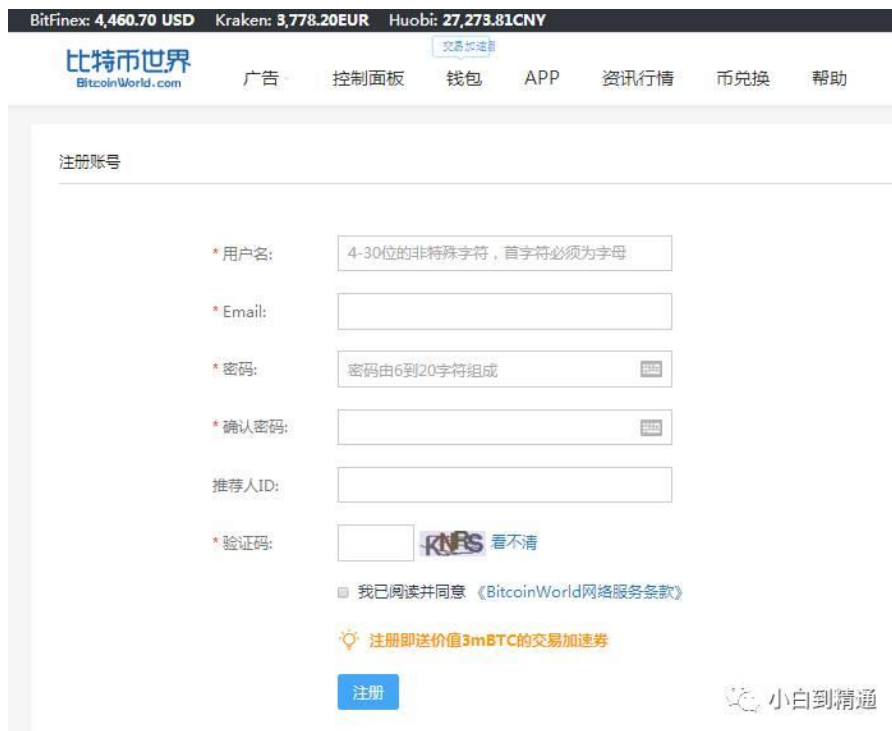 BitFinex: 4,460.70 USD Kraken: 3,778.20EUR Huobi: 27,273.81CNY
交易加速
比特币世界
BitcoinWorld.com
广告 控制面板 钱包 APP 资讯行情 币兑换 帮助
注册账号
* 用户名: 4-30位的非特殊字符，首字符必须为字母
* Email:
* 密码: 密码由6到20字符组成
* 确认密码:
推荐人ID:
* 验证码: KNRS 看不清
我已阅读并同意 《BitcoinWorld网络服务条款》
注册即送价值3mBTC的交易加速券
注册
小白到精通